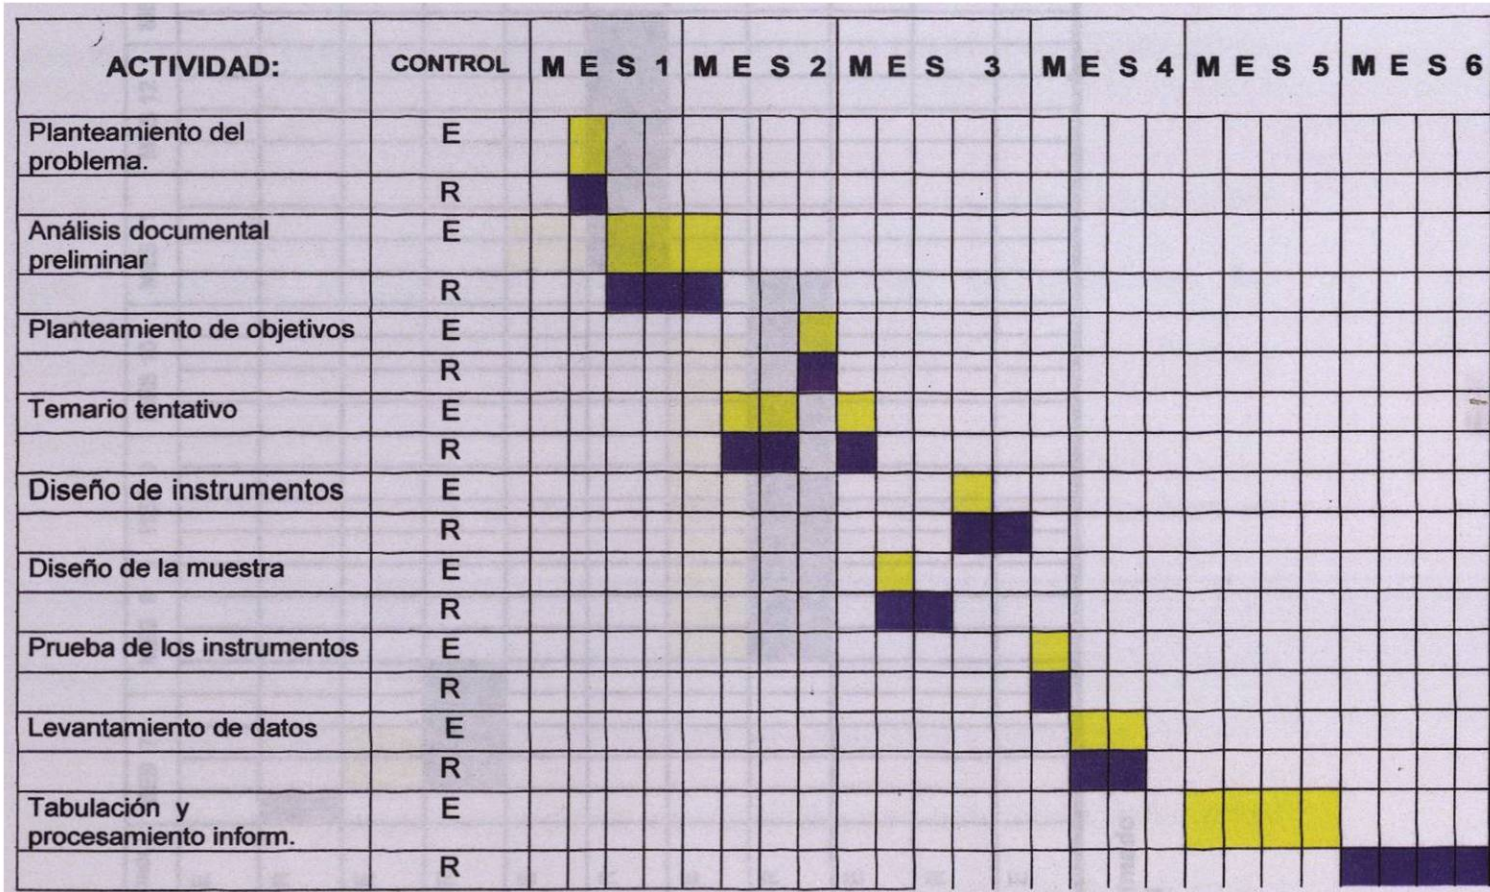 ACTIVIDAD: CONTROL M E S 1 M E S 2 M E S 3 M E S 4 M E S 5 M E S 6
Planteamiento del E
problema.
R
Análisis documental E
preliminar
R
Planteamiento de objetivos E
R
Temario tentativo E
R
Diseño de instrumentos E
R
Diseño de la muestra E
R
Prueba de los instrumentos E
R
Levantamiento de datos E
R
Tabulación y E
procesamiento inform.
R